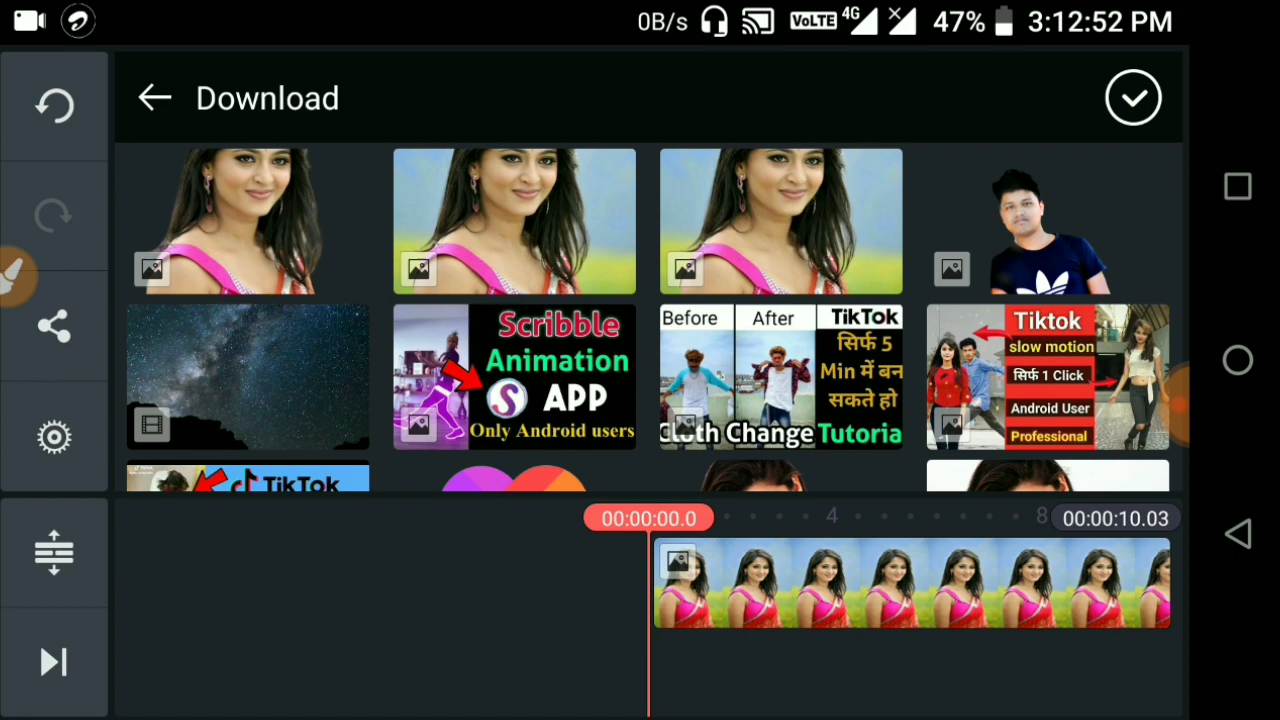 0B/s VoLTE 4G 47% 3:12:52 PM
Download
Scribble
Animation
S APP
Only Android users
Before After TikTok
सिर्फ 5
Min में बन
सकते हो
Cloth Change Tutoria
Tiktok
slow motion
सिर्फ 1 Click
Android User
Professional
TikTok
00:00:00.0 4 8 00:00:10.03